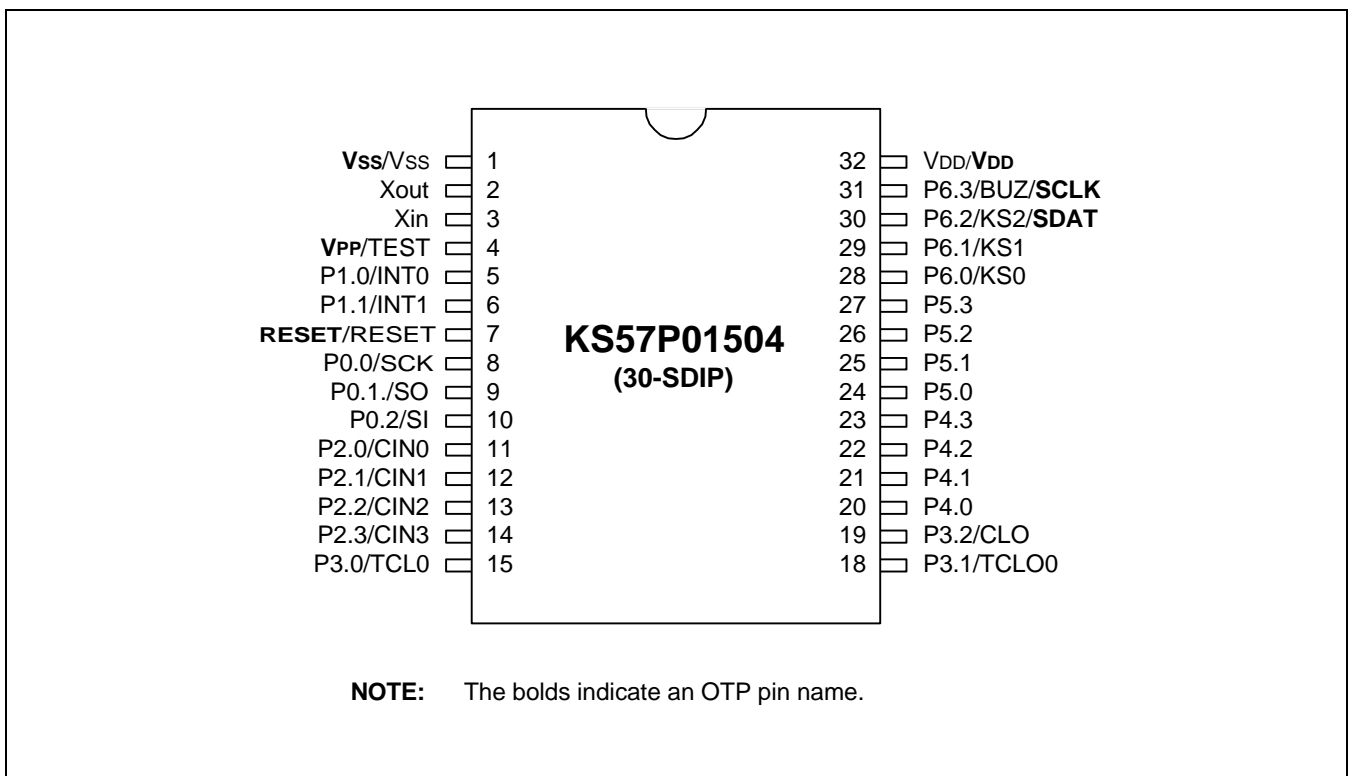 Vss/Vss 1 32 VDD/VDD
Xout 2 31 P6.3/BUZ/SCLK
Xin 3 30 P6.2/KS2/SDAT
VPP/TEST 4 29 P6.1/KS1
P1.0/INT0 5 28 P6.0/KS0
P1.1/INT1 6 27 P5.3
RESET/RESET 7 26 P5.2
P0.0/SCK 8 25 P5.1
P0.1./SO 9 24 P5.0
P0.2/SI 10 23 P4.3
P2.0/CIN0 11 22 P4.2
P2.1/CIN1 12 21 P4.1
P2.2/CIN2 13 20 P4.0
P2.3/CIN3 14 19 P3.2/CLO
P3.0/TCL0 15 18 P3.1/TCLO0
KS57P01504
(30-SDIP)
NOTE: The bolds indicate an OTP pin name.